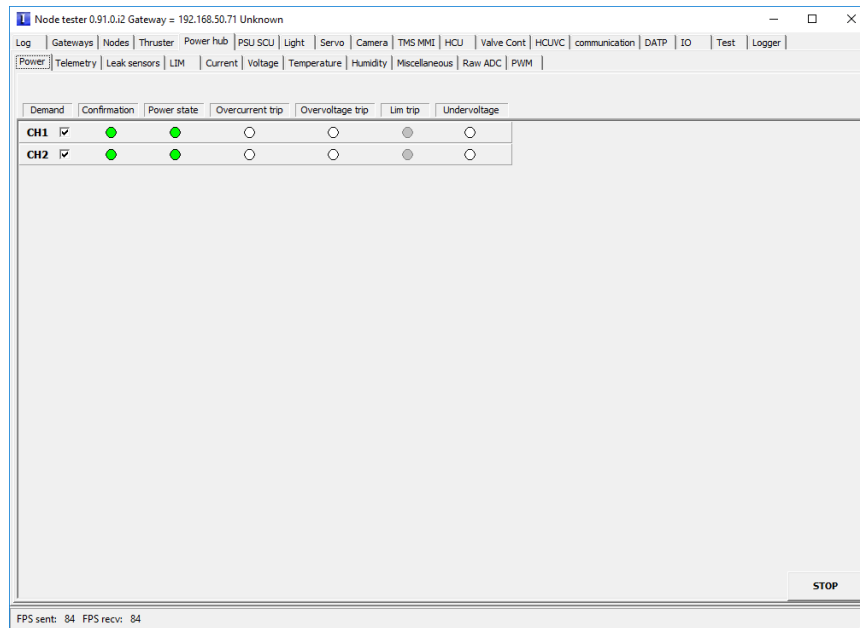 Node tester 0.91.0.i2 Gateway = 192.168.50.71 Unknown
Log Gateways Nodes Thruster Power hub PSU SCU Light Servo Camera TMS MMI HCU Valve Cont HCUVC communication DATP IO Test Logger
Power Telemetry Leak sensors LIM Current Voltage Temperature Humidity Miscellaneous Raw ADC PWM
Demand Confirmation Power state Overcurrent trip Overvoltage trip Lim trip Undervoltage
CH1
CH2
STOP
FPS sent: 84 FPS recv: 84